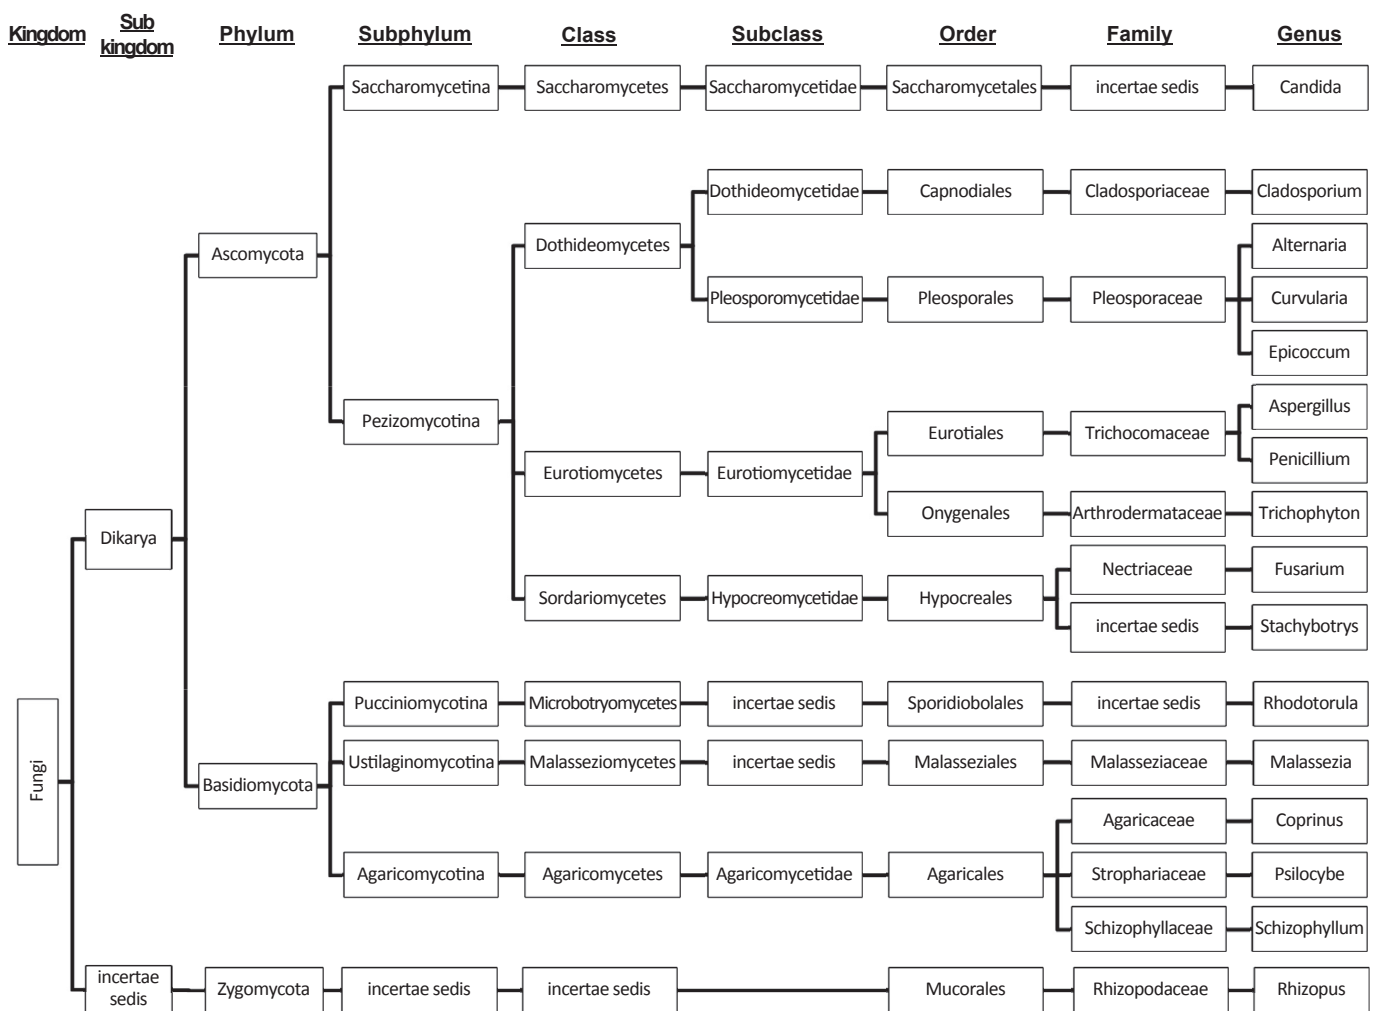 Kingdom
Sub
kingdom
Phylum
Subphylum
Class
Subclass
Order
Family
Genus
Saccharomycetina
Saccharomycetes
Saccharomycetidae
Saccharomycetales
incertae sedis
Candida
Dothideomycetidae
Capnodiales
Cladosporiaceae
Cladosporium
Ascomycota
Dothideomycetes
Alternaria
Pleosporomycetidae
Pleosporales
Pleosporaceae
Curvularia
Epicoccum
Pezizomycotina
Aspergillus
Eurotiales
Trichocomaceae
Eurotiomycetes
Eurotiomycetidae
Penicillium
Onygenales
Arthrodermataceae
Trichophyton
Dikarya
Nectriaceae
Fusarium
Sordariomycetes
Hypocreomycetidae
Hypocreales
incertae sedis
Stachybotrys
Pucciniomycotina
Microbotryomycetes
incertae sedis
Sporidiobolales
incertae sedis
Rhodotorula
Fungi
Basidiomycota
Ustilaginomycotina
Malasseziomycetes
incertae sedis
Malasseziales
Malasseziaceae
Malassezia
Agaricaceae
Coprinus
Agaricomycotina
Agaricomycetes
Agaricomycetidae
Agaricales
Strophariaceae
Psilocybe
Schizophyllaceae
Schizophyllum
incertae
sedis
Zygomycota
incertae sedis
incertae sedis
Mucorales
Rhizopodaceae
Rhizopus